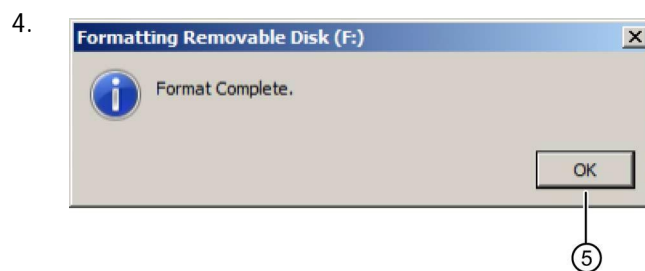 4.
Formatting Removable Disk (F:)
Format Complete.
OK
5